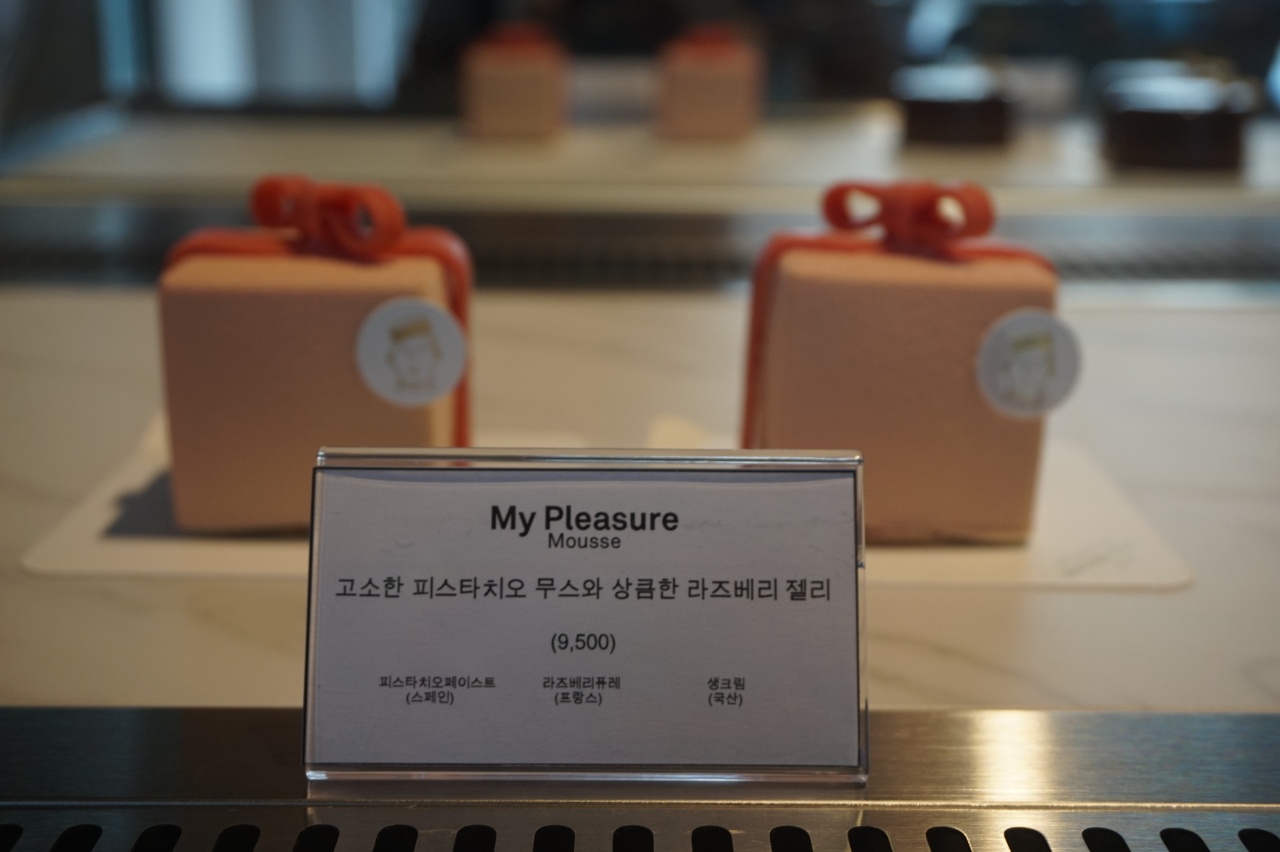 My Pleasure
Mousse
고소한 피스타치오 무스와 상큼한 라즈베리 젤리
(9,500)
피스타치오페이스트 라즈베리퓨레 생크림
(스페인) (프랑스) (국산)